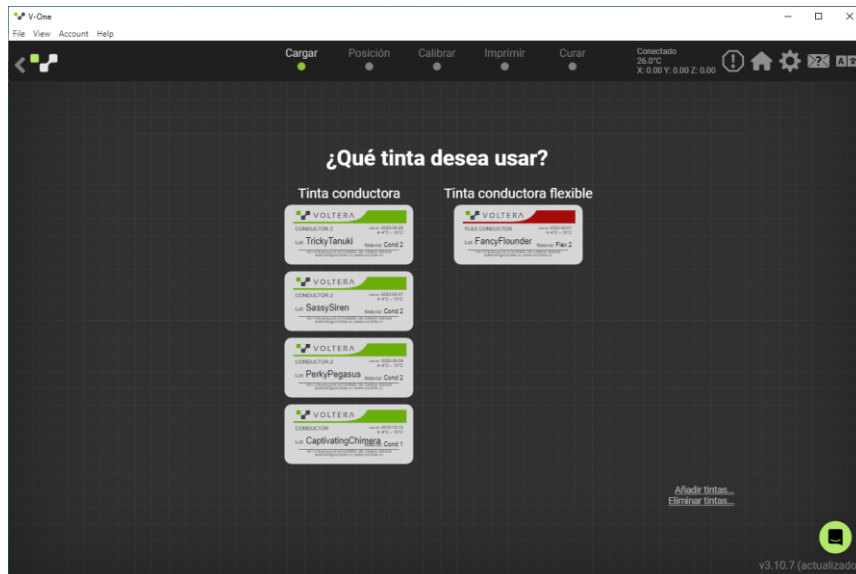 V-One
File View Account Help
Cargar Posición Calibrar Imprimir Curar
Conectado
26.0°C
X: 0.00 Y: 0.00 Z: 0.00
¿Qué tinta desea usar?
Tinta conductora
VOLTERA
CONDUCTOR 2
Lot: TrickyTanuki Material: Cond 2
VOLTERA
CONDUCTOR 2
Lot: SassySiren Material: Cond 2
VOLTERA
CONDUCTOR 2
Lot: PerkyPegasus Material: Cond 2
VOLTERA
CONDUCTOR
Lot: CaptivatingChimera Material: Cond 1
Tinta conductora flexible
VOLTERA
FLEX CONDUCTOR
Lot: FancyFlounder Material: Flex 2
Añadir tintas...
Eliminar tintas...
v3.10.7 (actualizado